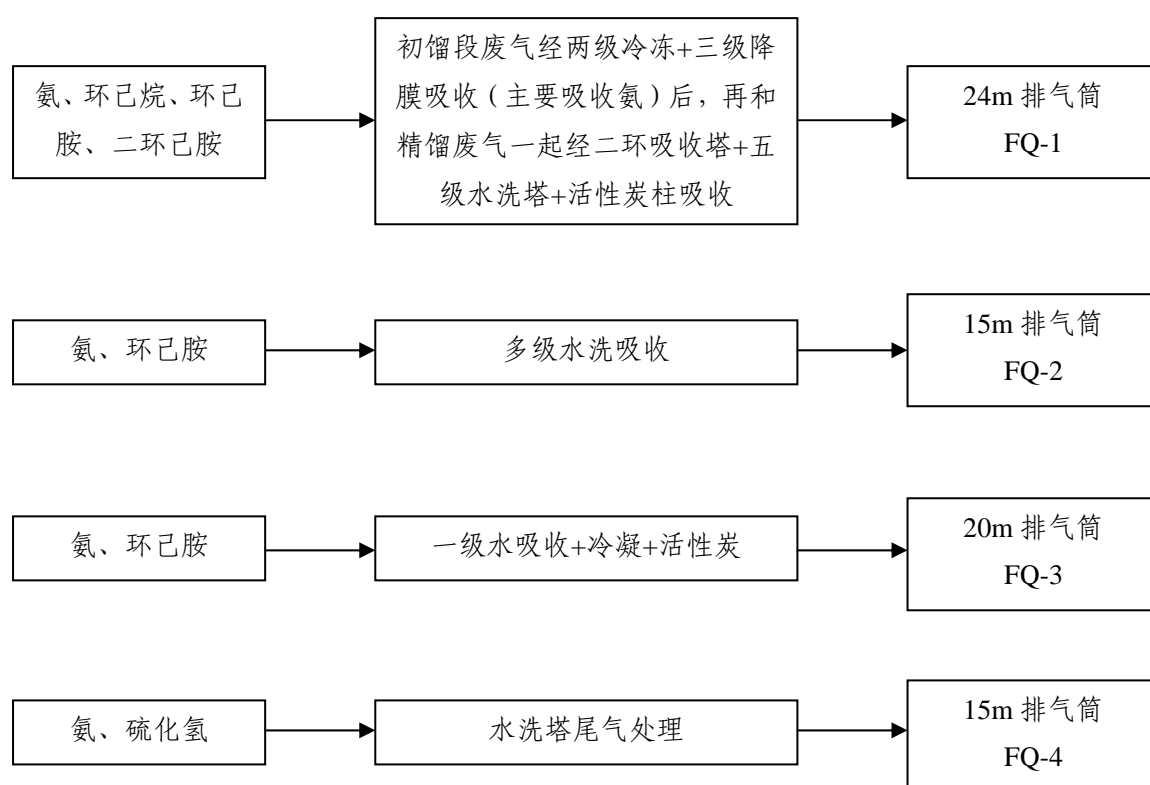 氨、环己烷、环己
胺、二环己胺
初馏段废气经两级冷冻+三级降
膜吸收（主要吸收氨）后，再和
精馏废气一起经二环吸收塔+五
级水洗塔+活性炭柱吸收
24m 排气筒
FQ-1
氨、环己胺
多级水洗吸收
15m 排气筒
FQ-2
氨、环己胺
一级水吸收+冷凝+活性炭
20m 排气筒
FQ-3
氨、硫化氢
水洗塔尾气处理
15m 排气筒
FQ-4